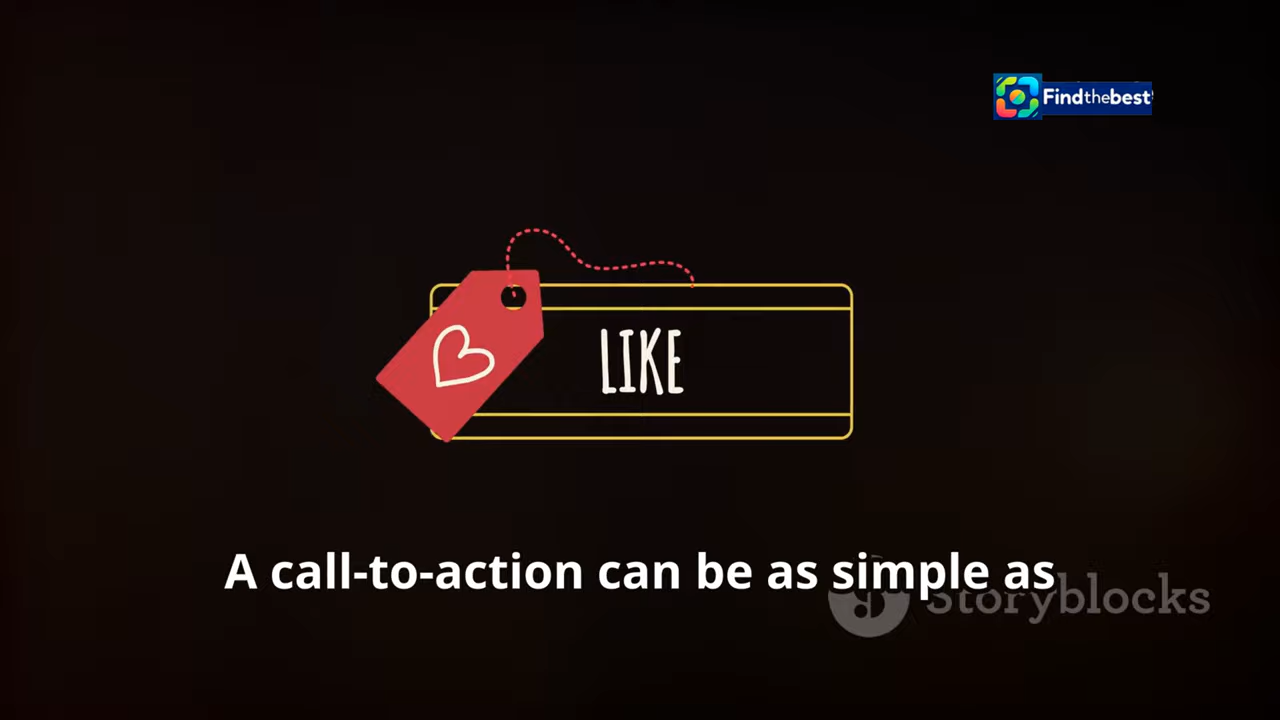 Findthebest
LIKE
A call-to-action can be as simple as
Storyblocks